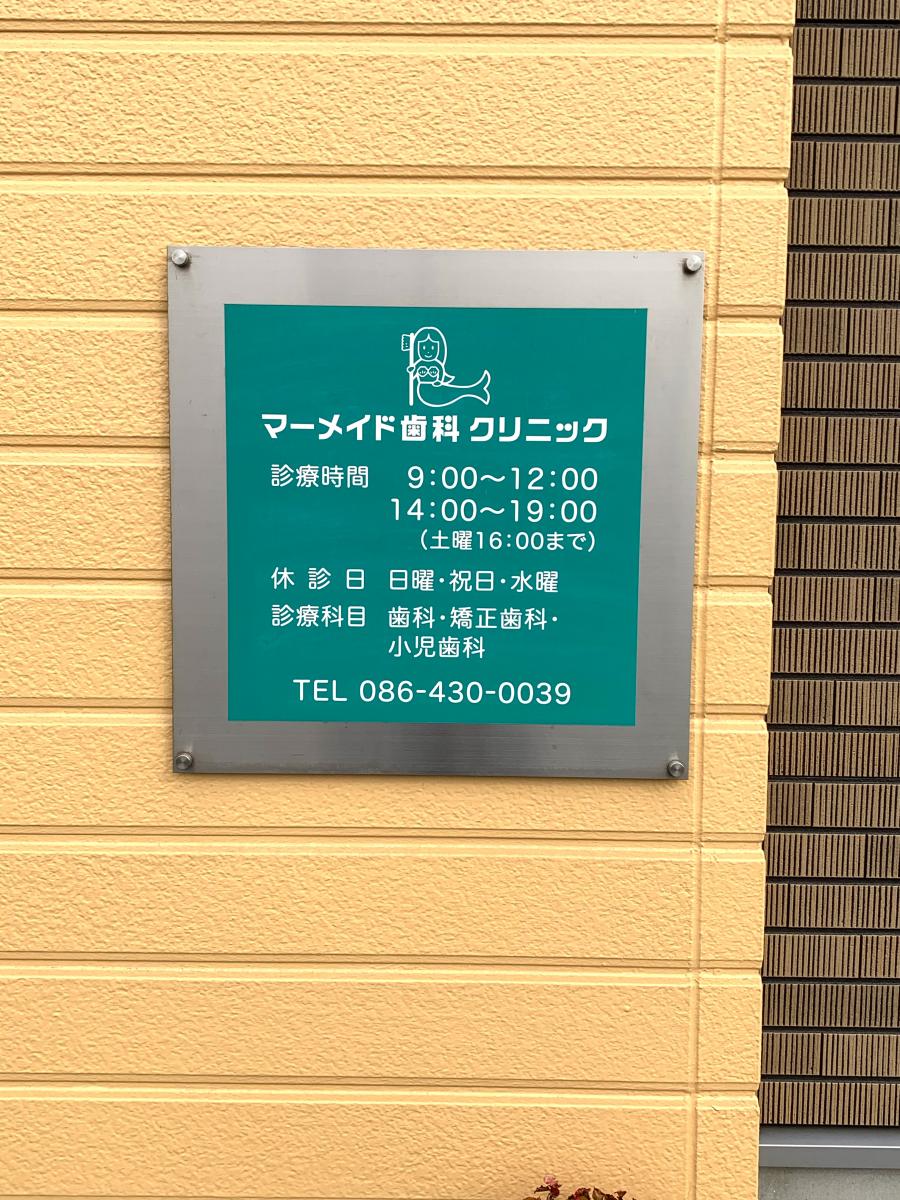 マーメイド歯科クリニック
診療時間 9:00～12:00
14:00～19:00
（土曜16:00まで）
休診日 日曜・祝日・水曜
診療科目 歯科・矯正歯科・
小児歯科
TEL 086-430-0039